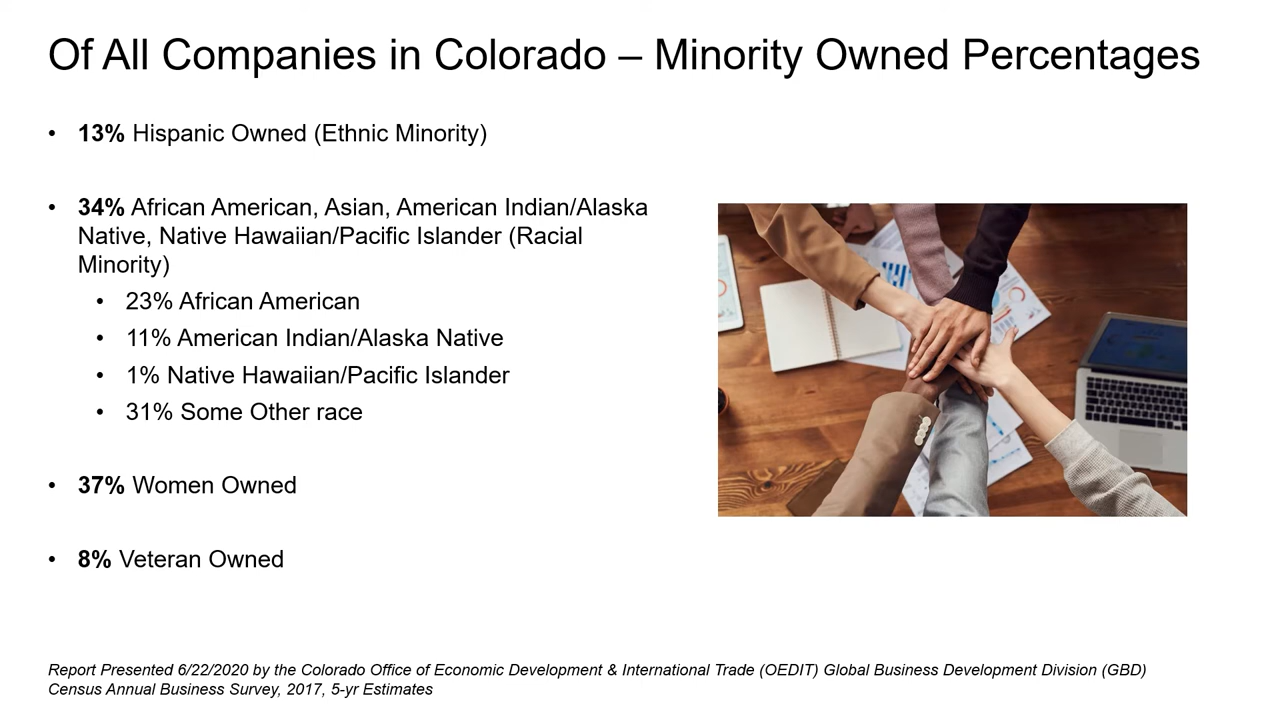 Of All Companies in Colorado – Minority Owned Percentages
• 13% Hispanic Owned (Ethnic Minority)
• 34% African American, Asian, American Indian/Alaska
Native, Native Hawaiian/Pacific Islander (Racial
Minority)
• 23% African American
• 11% American Indian/Alaska Native
• 1% Native Hawaiian/Pacific Islander
• 31% Some Other race
• 37% Women Owned
• 8% Veteran Owned
Report Presented 6/22/2020 by the Colorado Office of Economic Development & International Trade (OEDIT) Global Business Development Division (GBD)
Census Annual Business Survey, 2017, 5-yr Estimates